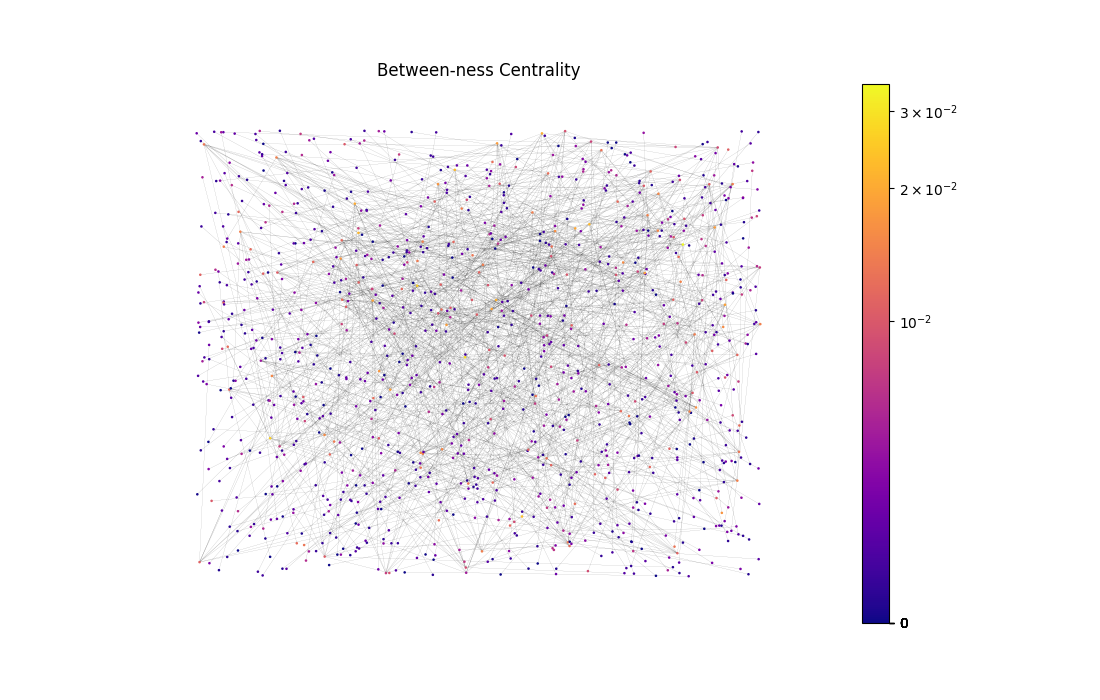 Between-ness Centrality
3 × 10⁻²
2 × 10⁻²
10⁻²
0